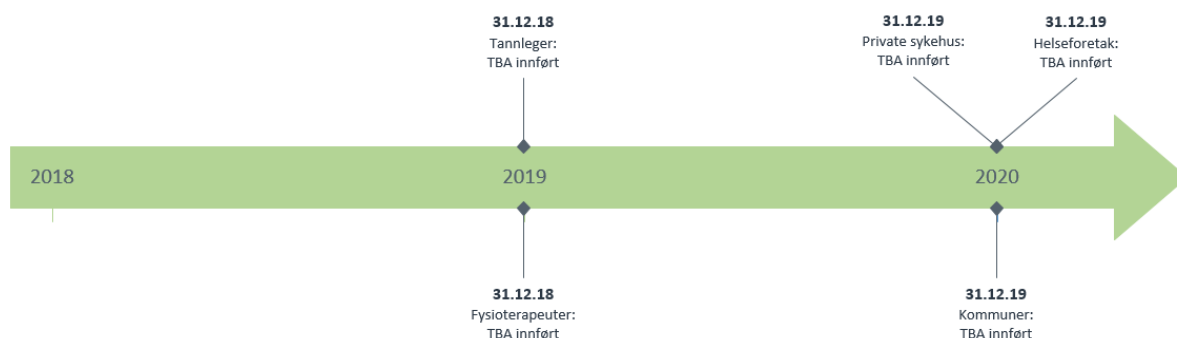 31.12.18
Tannleger:
TBA innført
31.12.19
Private sykehus:
TBA innført
31.12.19
Helseforetak:
TBA innført
2018
2019
2020
31.12.18
Fysioterapeuter:
TBA innført
31.12.19
Kommuner:
TBA innført